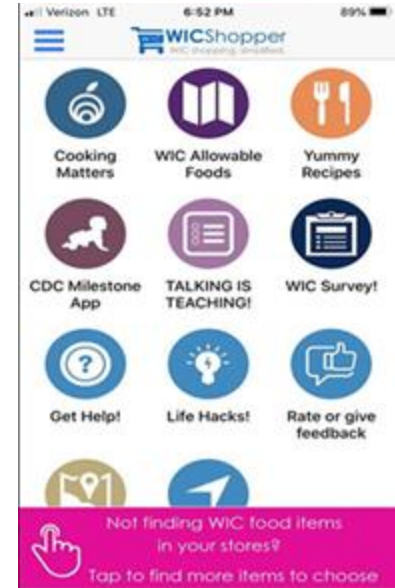 Verizon LTE 6:52 PM 89%
WICShopper
WIC shopping simplified.
Cooking Matters
WIC Allowable Foods
Yummy Recipes
CDC Milestone App
TALKING IS TEACHING!
WIC Survey!
?
Get Help!
Life Hacks!
Rate or give feedback
Not finding WIC food items
in your stores?
Tap to find more items to choose